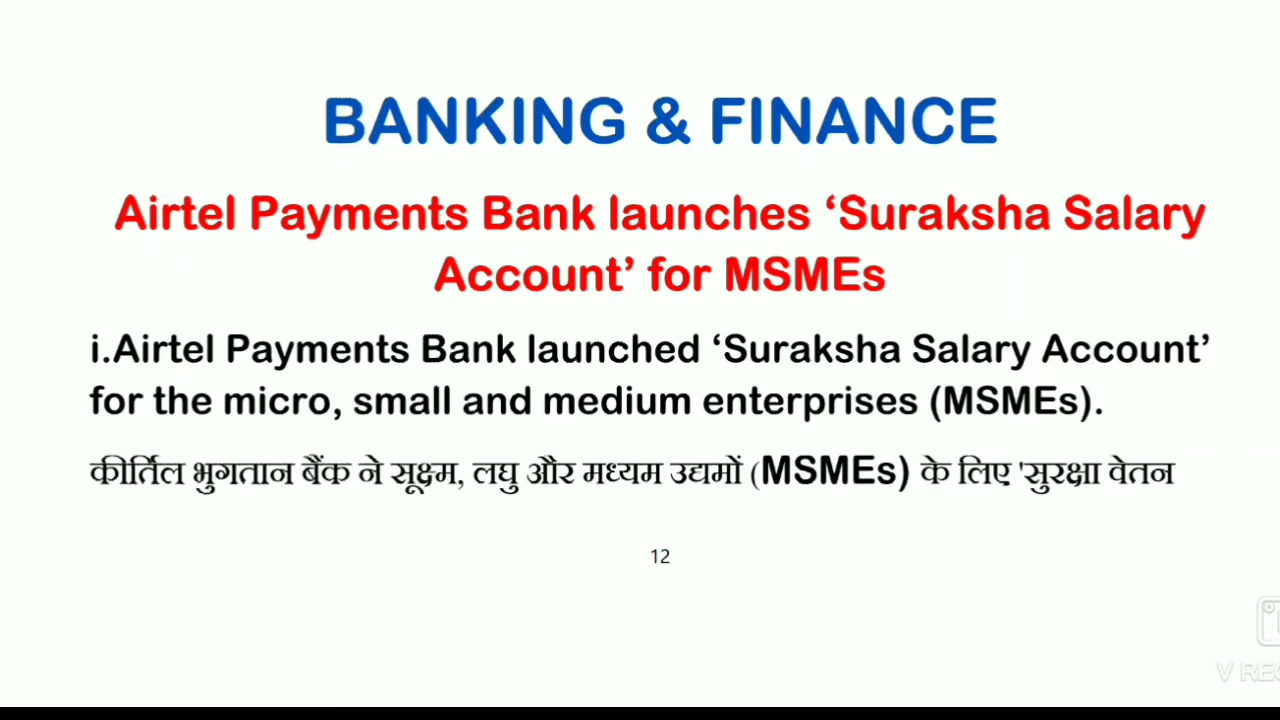 BANKING & FINANCE
Airtel Payments Bank launches ‘Suraksha Salary
Account’ for MSMEs
i.Airtel Payments Bank launched ‘Suraksha Salary Account’
for the micro, small and medium enterprises (MSMEs).
कीर्तिल भुगतान बैंक ने सूक्ष्म, लघु और मध्यम उद्यमों (MSMEs) के लिए 'सुरक्षा वेतन
12